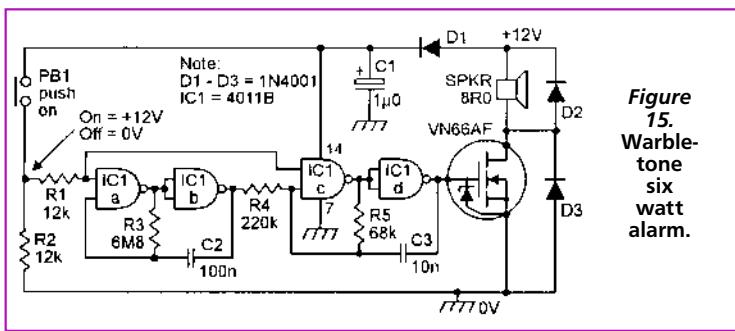 D1
+12V
Note:
D1 - D3 = 1N4001
IC1 = 4011B
+
C1
1µ0
SPKR
8R0
D2
PB1
push
on
On = +12V
Off = 0V
VN66AF
14
IC1
a
IC1
b
IC1
c
IC1
d
R1
12k
R4
220k
7
R3
6M8
R5
68k
D3
R2
12k
C2
100n
C3
10n
0V
Figure
15.
Warble-
tone
six
watt
alarm.